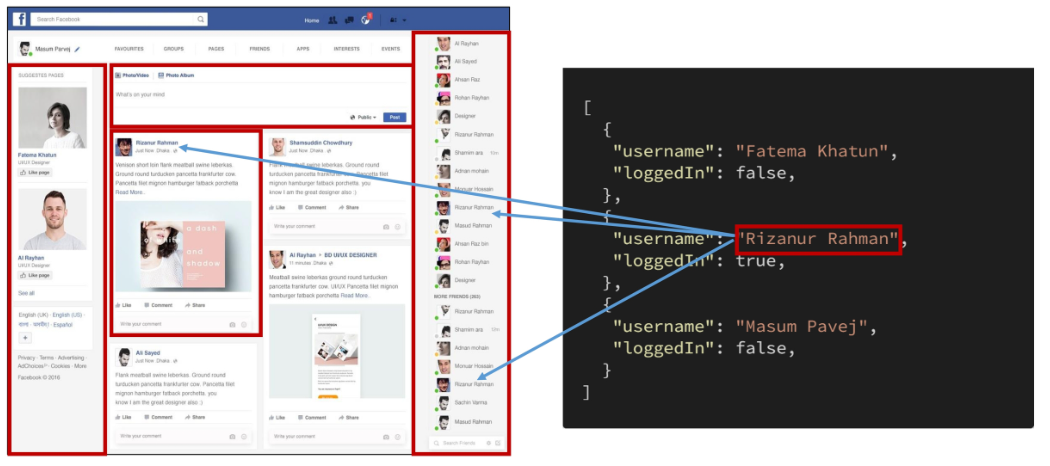 f Search Facebook
Home
Masum Parvej
FAVOURITES GROUPS PAGES FRIENDS APPS INTERESTS EVENTS
SUGGESTES PAGES
Fatema Khatun
UI/UX Designer
Like page
Al Rayhan
UI/UX Designer
Like page
See all
English (UK) · English (US) ·
Español
+
Privacy · Terms · Advertising ·
AdChoices · Cookies · More
Facebook © 2016
Photo/Video Photo Album
What's on your mind
Public Post
Rizanur Rahman
Just Now Dhaka
Venison short loin flank meatball swine leberkas.
Ground round turducken pancetta frankfurter cow.
Pancetta filet mignon hamburger fatback porchetta
Read More .
a dash
of white
and
shadow
Like Comment Share
Write your comment
Ali Sayed
Just Now Dhaka
Flank meatball swine leberkas. Ground round
turducken pancetta frankfurter cow. Pancetta filet
mignon hamburger fatback porchetta. you
know I am the great designer also :)
Like Comment Share
Write your comment
Shamsuddin Chowdhury
Just Now Dhaka
Flank meatball swine leberkas. Ground round
turducken pancetta frankfurter cow. Pancetta filet
mignon hamburger fatback porchetta. you
know I am the great designer also :)
Like Comment Share
Write your comment
Al Rayhan BD UI/UX DESIGNER
11 minutes Dhaka
Meatball swine leberkas ground round turducken
pancetta frankfurter cow. UI/UX Pancetta filet mignon
hamburger fatback porchetta Read More .
Like Comment Share
Write your comment
Al Rayhan
Ali Sayed
Ahsan Raz
Rohan Rayhan
Designer
Rizanur Rahman
Shamim ara 10m
Adnan mohain
Monuar Hossain
Rizanur Rahman
Masud Rahman
Ahsan Raz bin
Rohan Rayhan
Designer
MORE FRIENDS (353)
Rizanur Rahman
Shamim ara 10m
Adnan mohain
Monuar Hossain
Rizanur Rahman
Sachin Varma
Masud Rahman
Search Friends
[
{
"username": "Fatema Khatun",
"loggedIn": false,
},
{
"username": "Rizanur Rahman",
"loggedIn": true,
},
{
"username": "Masum Pavej",
"loggedIn": false,
}
]